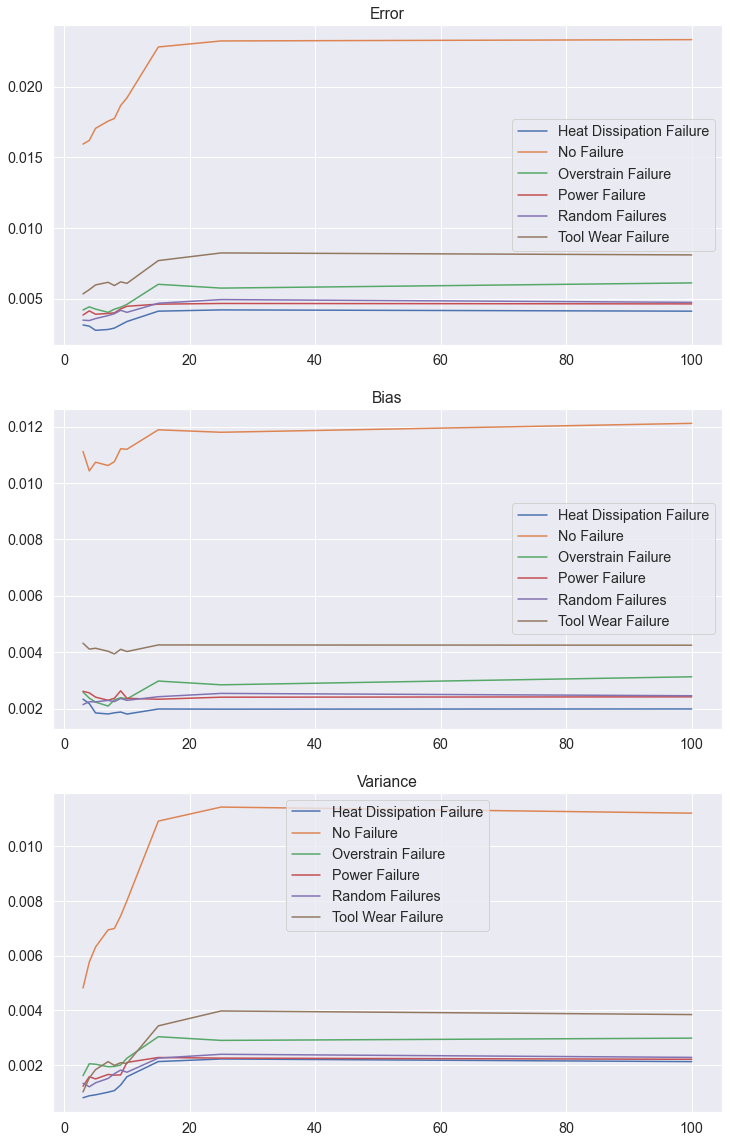 Error
0.020
0.015
0.010
0.005
Heat Dissipation Failure
No Failure
Overstrain Failure
Power Failure
Random Failures
Tool Wear Failure
0 20 40 60 80 100
Bias
0.012
0.010
0.008
0.006
0.004
0.002
Heat Dissipation Failure
No Failure
Overstrain Failure
Power Failure
Random Failures
Tool Wear Failure
0 20 40 60 80 100
Variance
0.010
0.008
0.006
0.004
0.002
Heat Dissipation Failure
No Failure
Overstrain Failure
Power Failure
Random Failures
Tool Wear Failure
0 20 40 60 80 100